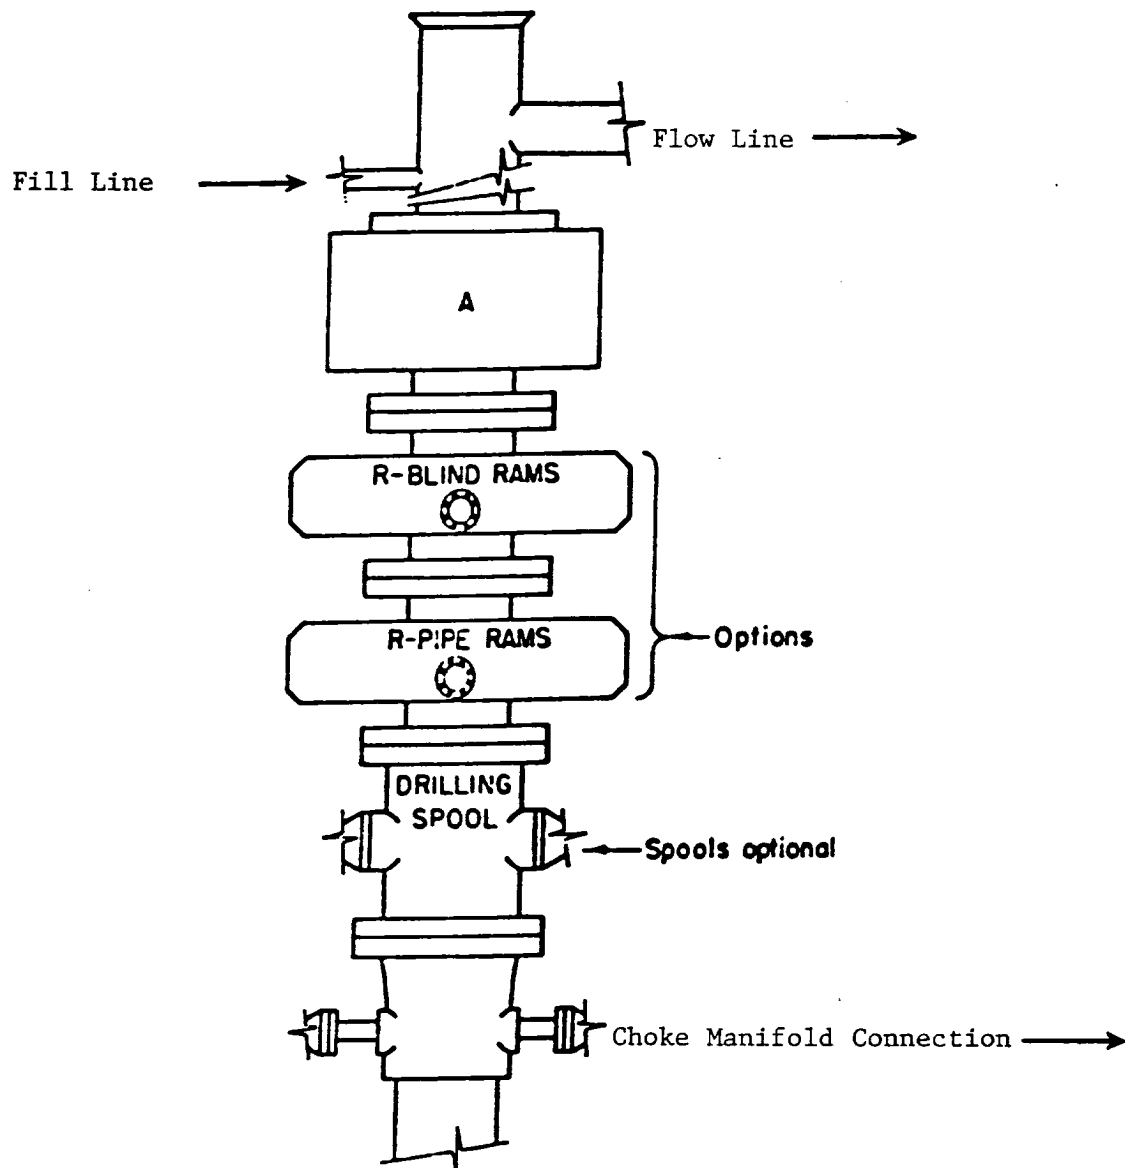 Flow Line
Fill Line
A
R-BLIND RAMS
R-PIPE RAMS
Options
DRILLING
SPOOL
Spools optional
Choke Manifold Connection